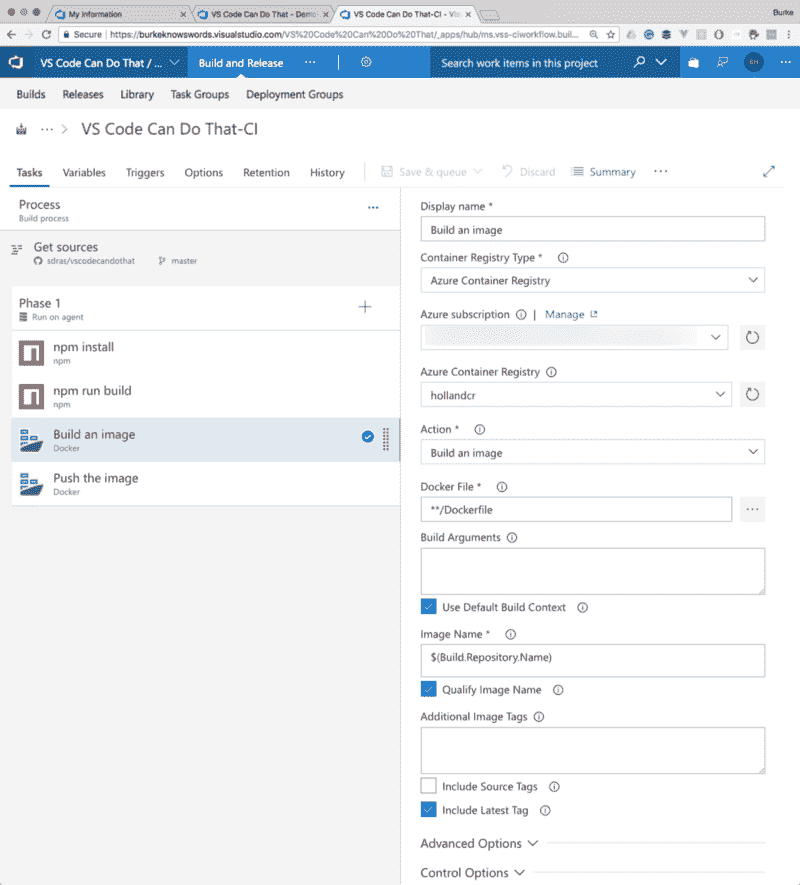 My Information
VS Code Can Do That - Demo-
VS Code Can Do That-CI - Vis
Burke
Secure
https://burkeknowswords.visualstudio.com/VS%20Code%20Can%20Do%20That/_apps/hub/ms.vss-ciworkflow.buil...
VS Code Can Do That / ...
Build and Release
Search work items in this project
BH
Builds
Releases
Library
Task Groups
Deployment Groups
VS Code Can Do That-CI
Tasks
Variables
Triggers
Options
Retention
History
Save & queue
Discard
Summary
Process
Build process
Get sources
sdras/vscodecandothat
master
Phase 1
Run on agent
npm install
npm
npm run build
npm
Build an image
Docker
Push the image
Docker
Display name *
Build an image
Container Registry Type *
Azure Container Registry
Azure subscription
| Manage
Azure Container Registry
hollandcr
Action *
Build an image
Docker File *
**/Dockerfile
Build Arguments
Use Default Build Context
Image Name *
$(Build.Repository.Name)
Qualify Image Name
Additional Image Tags
Include Source Tags
Include Latest Tag
Advanced Options
Control Options